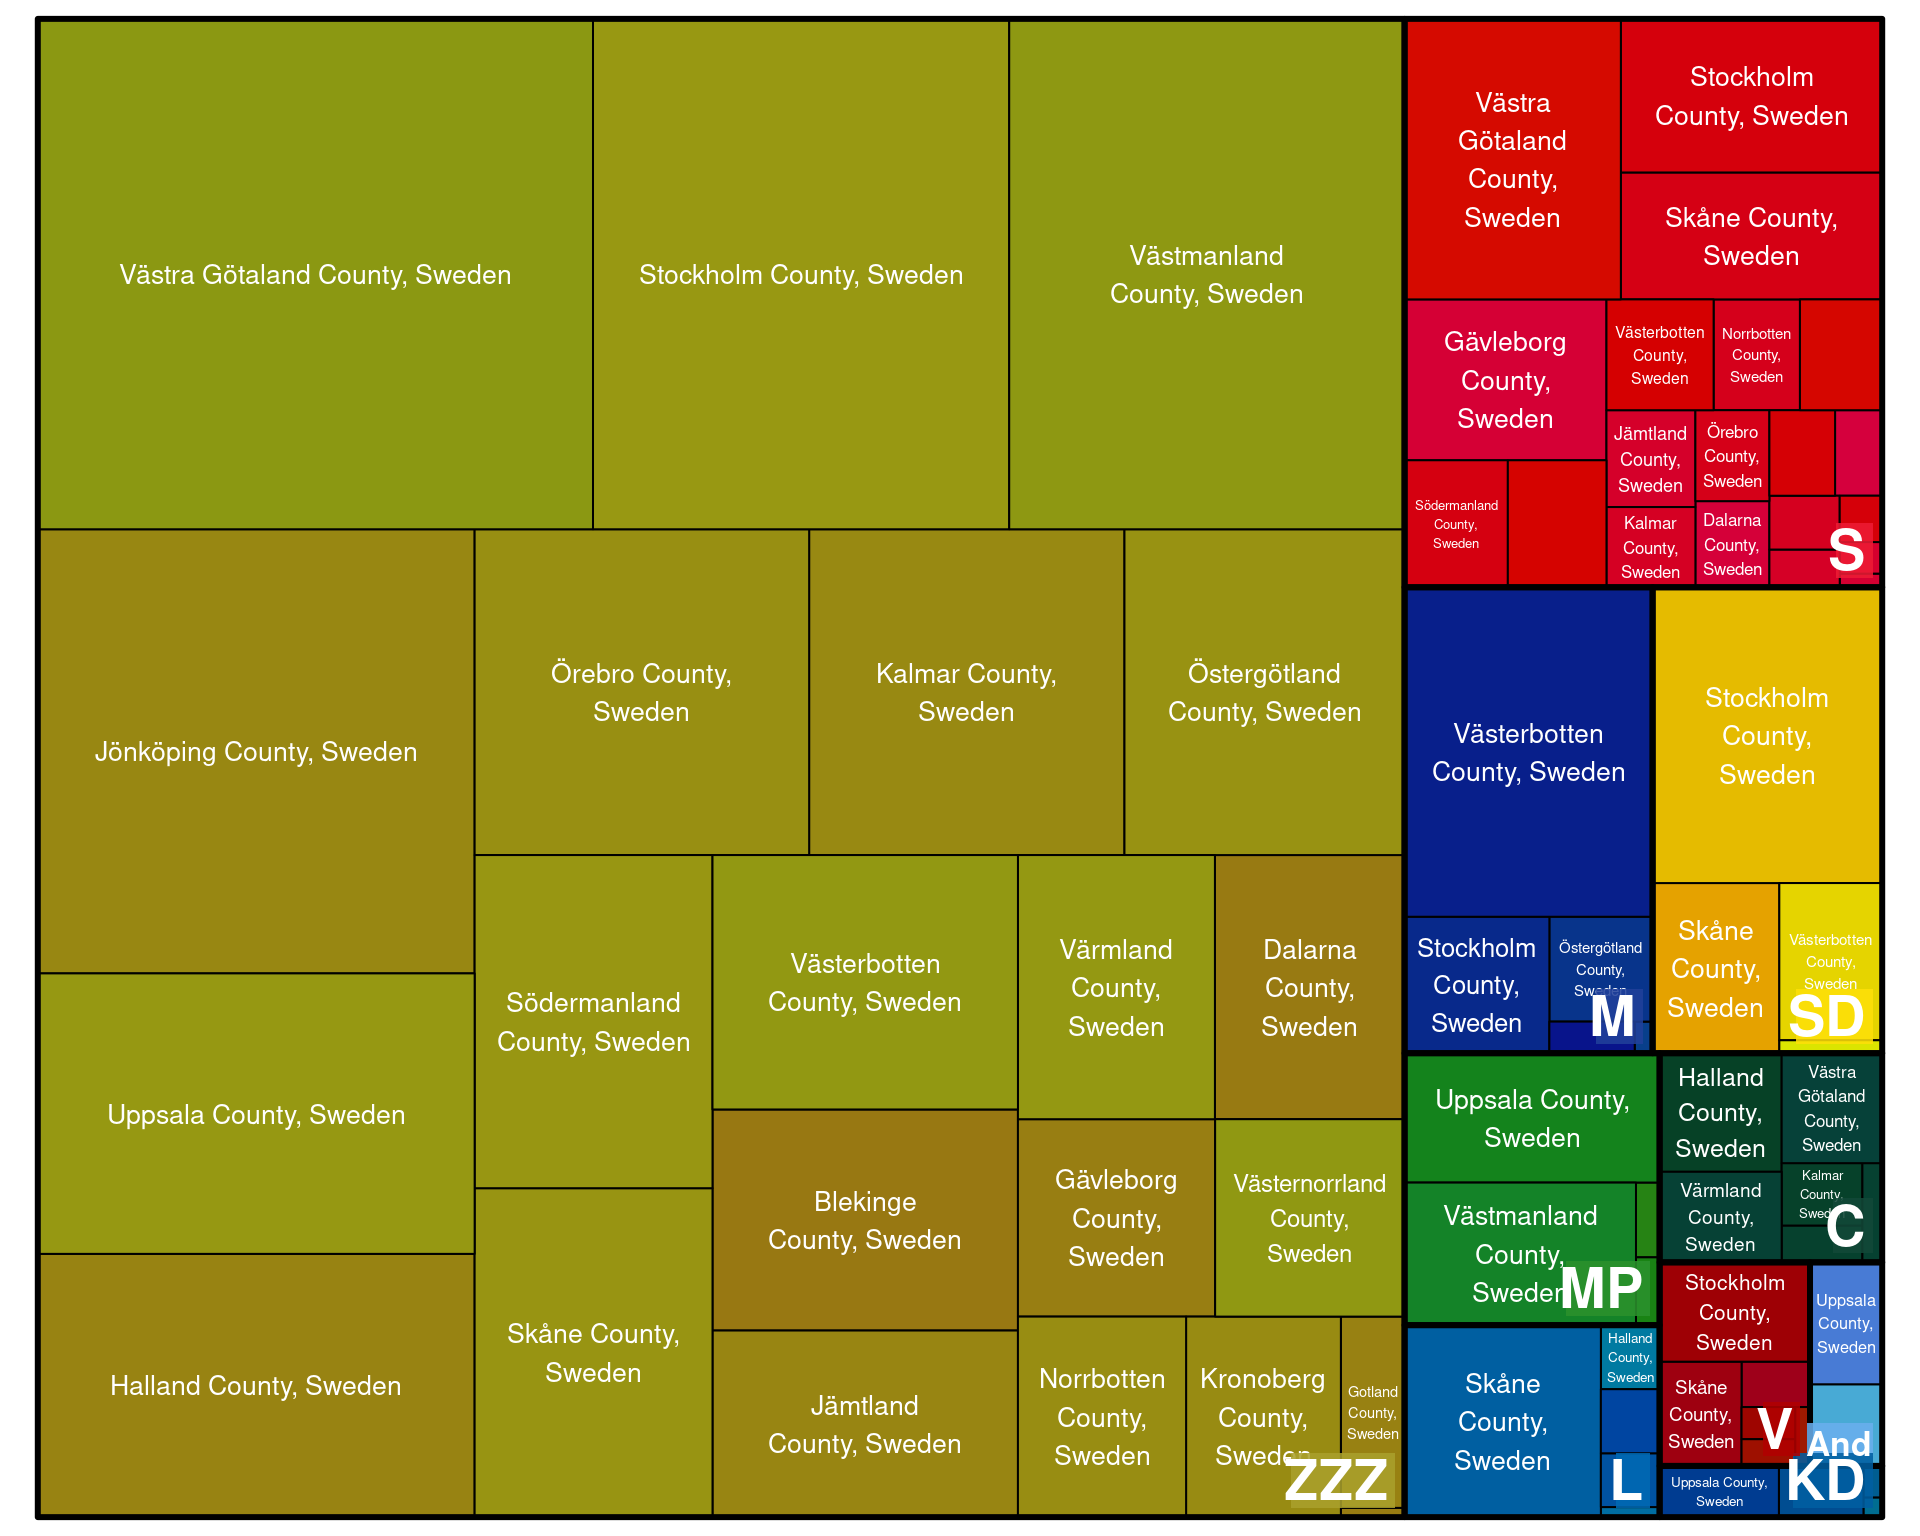 Västra Götaland County, Sweden
Stockholm County, Sweden
Västmanland
County, Sweden
Jönköping County, Sweden
Örebro County,
Sweden
Kalmar County,
Sweden
Östergötland
County, Sweden
Uppsala County, Sweden
Halland County, Sweden
Södermanland
County, Sweden
Skåne County,
Sweden
Västerbotten
County, Sweden
Blekinge
County, Sweden
Jämtland
County, Sweden
Värmland
County,
Sweden
Dalarna
County,
Sweden
Gävleborg
County,
Sweden
Västernorrland
County,
Sweden
Norrbotten
County,
Sweden
Kronoberg
County,
Sweden
Gotland
County,
Sweden
ZZZ
Västra
Götaland
County,
Sweden
Stockholm
County, Sweden
Skåne County,
Sweden
Gävleborg
County,
Sweden
Västerbotten
County,
Sweden
Norrbotten
County,
Sweden
Södermanland
County,
Sweden
Jämtland
County,
Sweden
Örebro
County,
Sweden
Kalmar
County,
Sweden
Dalarna
County,
Sweden
S
Västerbotten
County, Sweden
Stockholm
County,
Sweden
Östergötland
County,
Sweden
M
Stockholm
County,
Sweden
Skåne
County,
Sweden
Västerbotten
County,
Sweden
SD
Uppsala County,
Sweden
Västmanland
County,
Sweden
MP
Halland
County,
Sweden
Västra
Götaland
County,
Sweden
Värmland
County,
Sweden
Kalmar
County,
Sweden
C
Skåne
County,
Sweden
Halland
County,
Sweden
L
Stockholm
County,
Sweden
Skåne
County,
Sweden
V
Uppsala
County,
Sweden
And
Uppsala County,
Sweden
KD